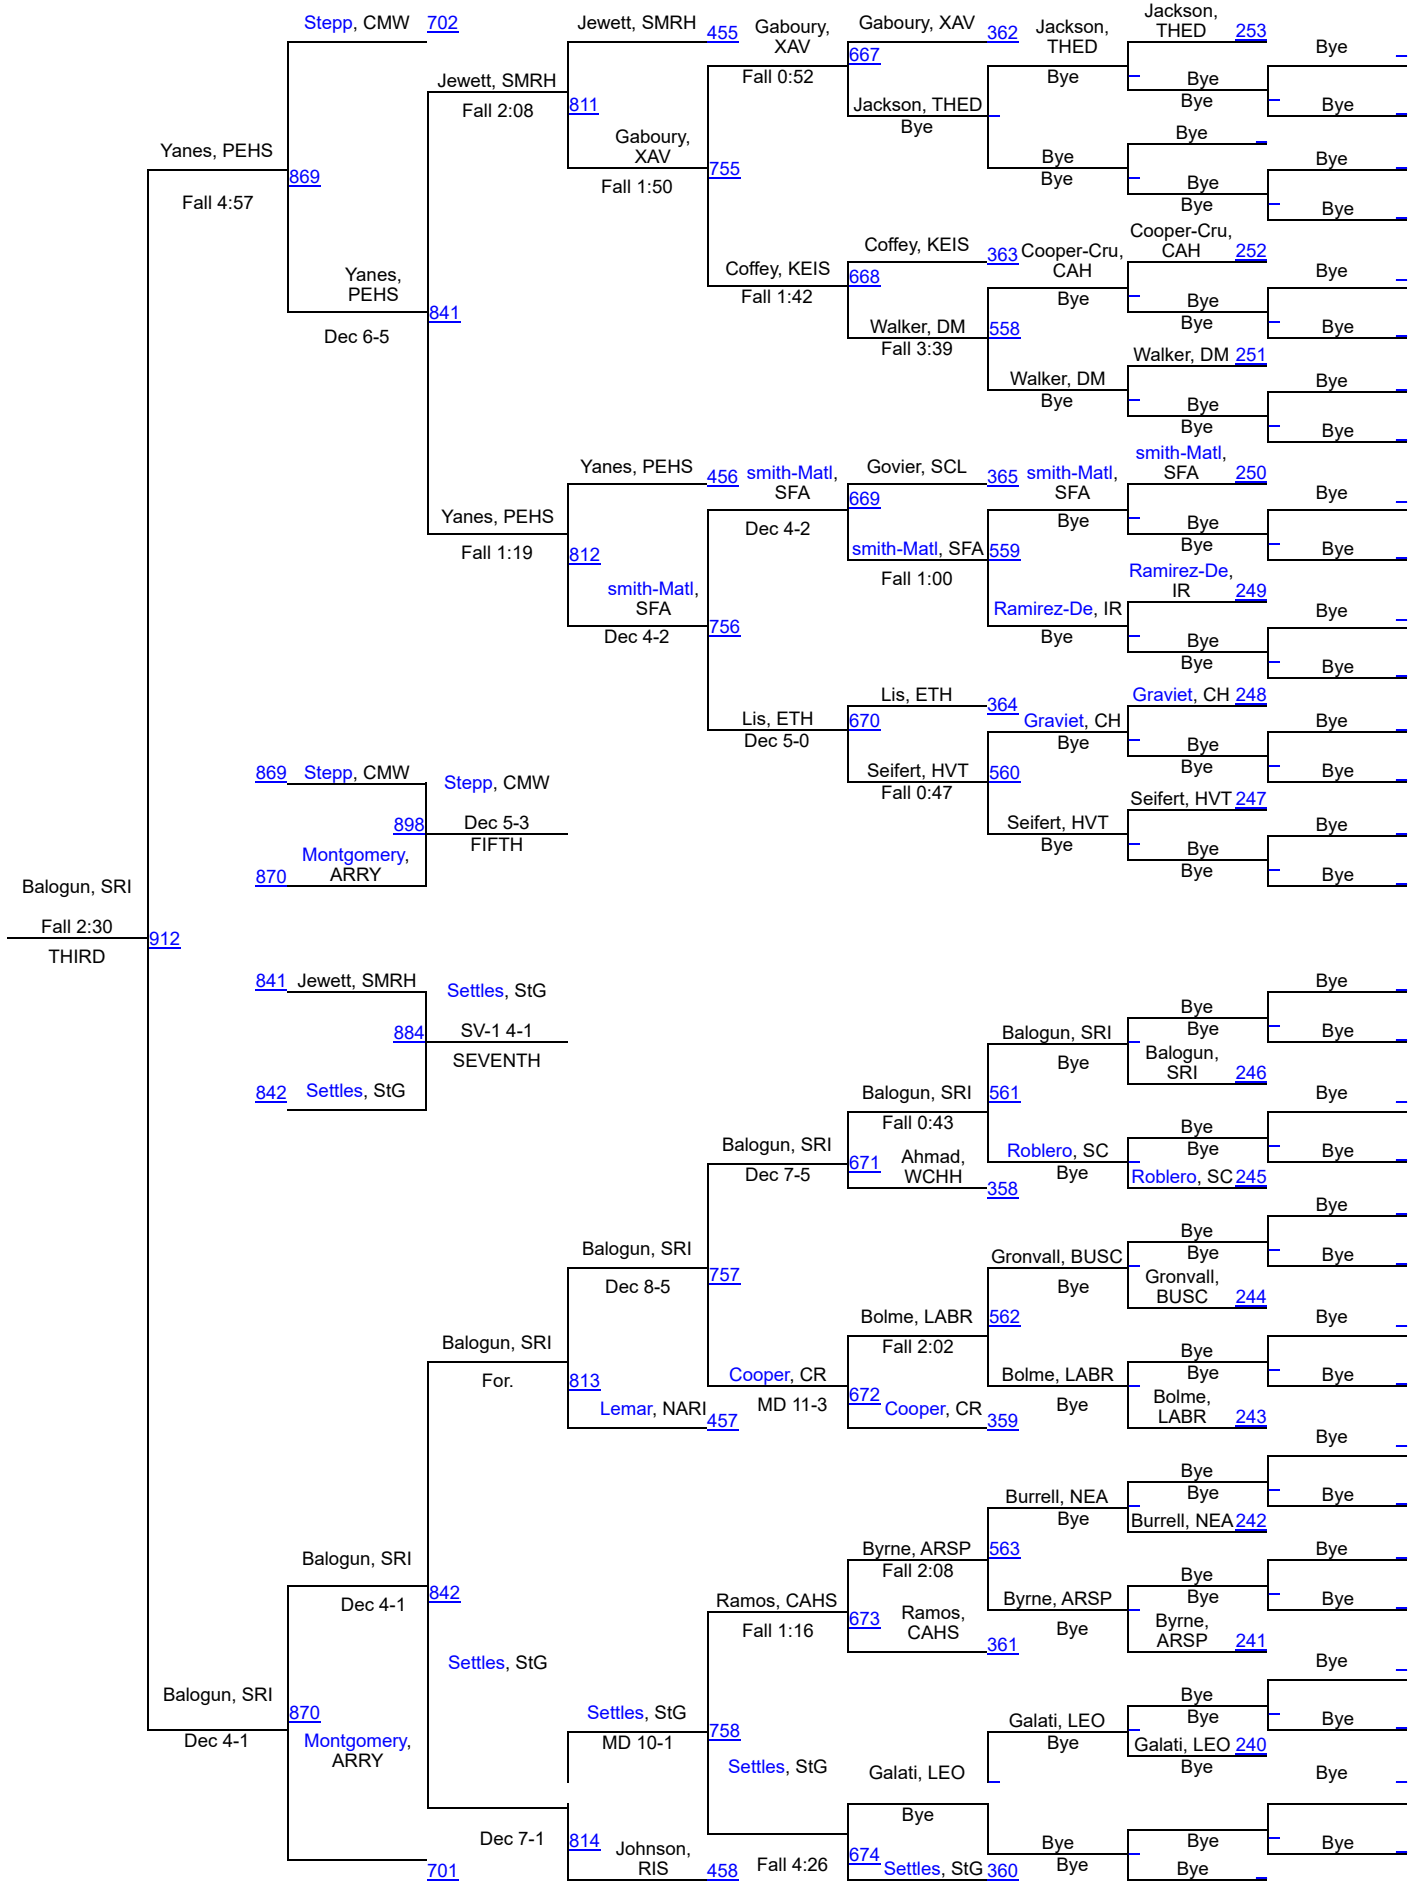 Stepp, CMW 702
Jewett, SMRH 455
Gaboury,
XAV
Gaboury, XAV 362
Jackson,
THED
Jackson,
THED 253
Bye
667
Fall 0:52
Bye
Bye
Bye
Jewett, SMRH
Fall 2:08
811
Jackson, THED
Bye
Bye
Gaboury,
XAV
Bye
Yanes, PEHS
869
755
Bye
Bye
Bye
Fall 1:50
Bye
Bye
Fall 4:57
Bye
Coffey, KEIS 363
Cooper-Cru,
CAH
Cooper-Cru,
CAH 252
Yanes,
PEHS
Coffey, KEIS
668
Bye
Fall 1:42
Bye
Bye
Bye
841
Walker, DM
558
Bye
Dec 6-5
Fall 3:39
Walker, DM 251
Walker, DM
Bye
Bye
Bye
Bye
Bye
Yanes, PEHS 456
smith-Matl,
SFA
Govier, SCL 365
smith-Matl,
SFA
smith-Matl,
SFA 250
669
Bye
Yanes, PEHS
Dec 4-2
Bye
Bye
Bye
Fall 1:19
812
smith-Matl, SFA
559
Bye
Fall 1:00
smith-Matl,
SFA
Ramirez-De,
IR 249
Ramirez-De, IR
Bye
Dec 4-2
756
Bye
Bye
Bye
Bye
Lis, ETH 364
Graviet, CH 248
Lis, ETH
670
Graviet, CH
Bye
Dec 5-0
Bye
Bye
Bye
869 Stepp, CMW
Stepp, CMW
Seifert, HVT
560
Bye
Fall 0:47
Seifert, HVT 247
898
Dec 5-3
Seifert, HVT
Bye
FIFTH
Bye
Bye
Bye
870
Montgomery,
ARRY
Bye
Balogun, SRI
Fall 2:30
912
THIRD
841 Jewett, SMRH
Settles, StG
Bye
Bye
884
SV-1 4-1
Balogun, SRI
Bye
Bye
SEVENTH
Bye
Balogun,
SRI 246
842 Settles, StG
Balogun, SRI
561
Bye
Fall 0:43
Bye
Balogun, SRI
Roblero, SC
Bye
Bye
Dec 7-5
671
Ahmad,
WCHH 358
Bye
Roblero, SC 245
Bye
Balogun, SRI
Bye
Gronvall, BUSC
Bye
Bye
Dec 8-5
757
Bye
Gronvall,
BUSC 244
Bolme, LABR
562
Bye
Balogun, SRI
Fall 2:02
Bye
For.
813
Cooper, CR
Bolme, LABR
Bye
Bye
Lemar, NARI 457
MD 11-3
672
Cooper, CR 359
Bye
Bolme,
LABR 243
Bye
Bye
Burrell, NEA
Bye
Bye
Bye
Burrell, NEA 242
Balogun, SRI
Byrne, ARSP
563
Bye
Fall 2:08
Bye
842
Ramos, CAHS
Byrne, ARSP
Bye
Bye
Dec 4-1
Fall 1:16
673
Ramos,
CAHS 361
Bye
Byrne,
ARSP 241
Settles, StG
Bye
Balogun, SRI
Bye
870
Settles, StG
Galati, LEO
Bye
Bye
Dec 4-1
Montgomery,
ARRY
MD 10-1
758
Bye
Galati, LEO 240
Settles, StG
Galati, LEO
Bye
Bye
Bye
Dec 7-1
814
Bye
Bye
Bye
Johnson,
RIS 458
Fall 4:26
674
Bye
Bye
701
Settles, StG 360